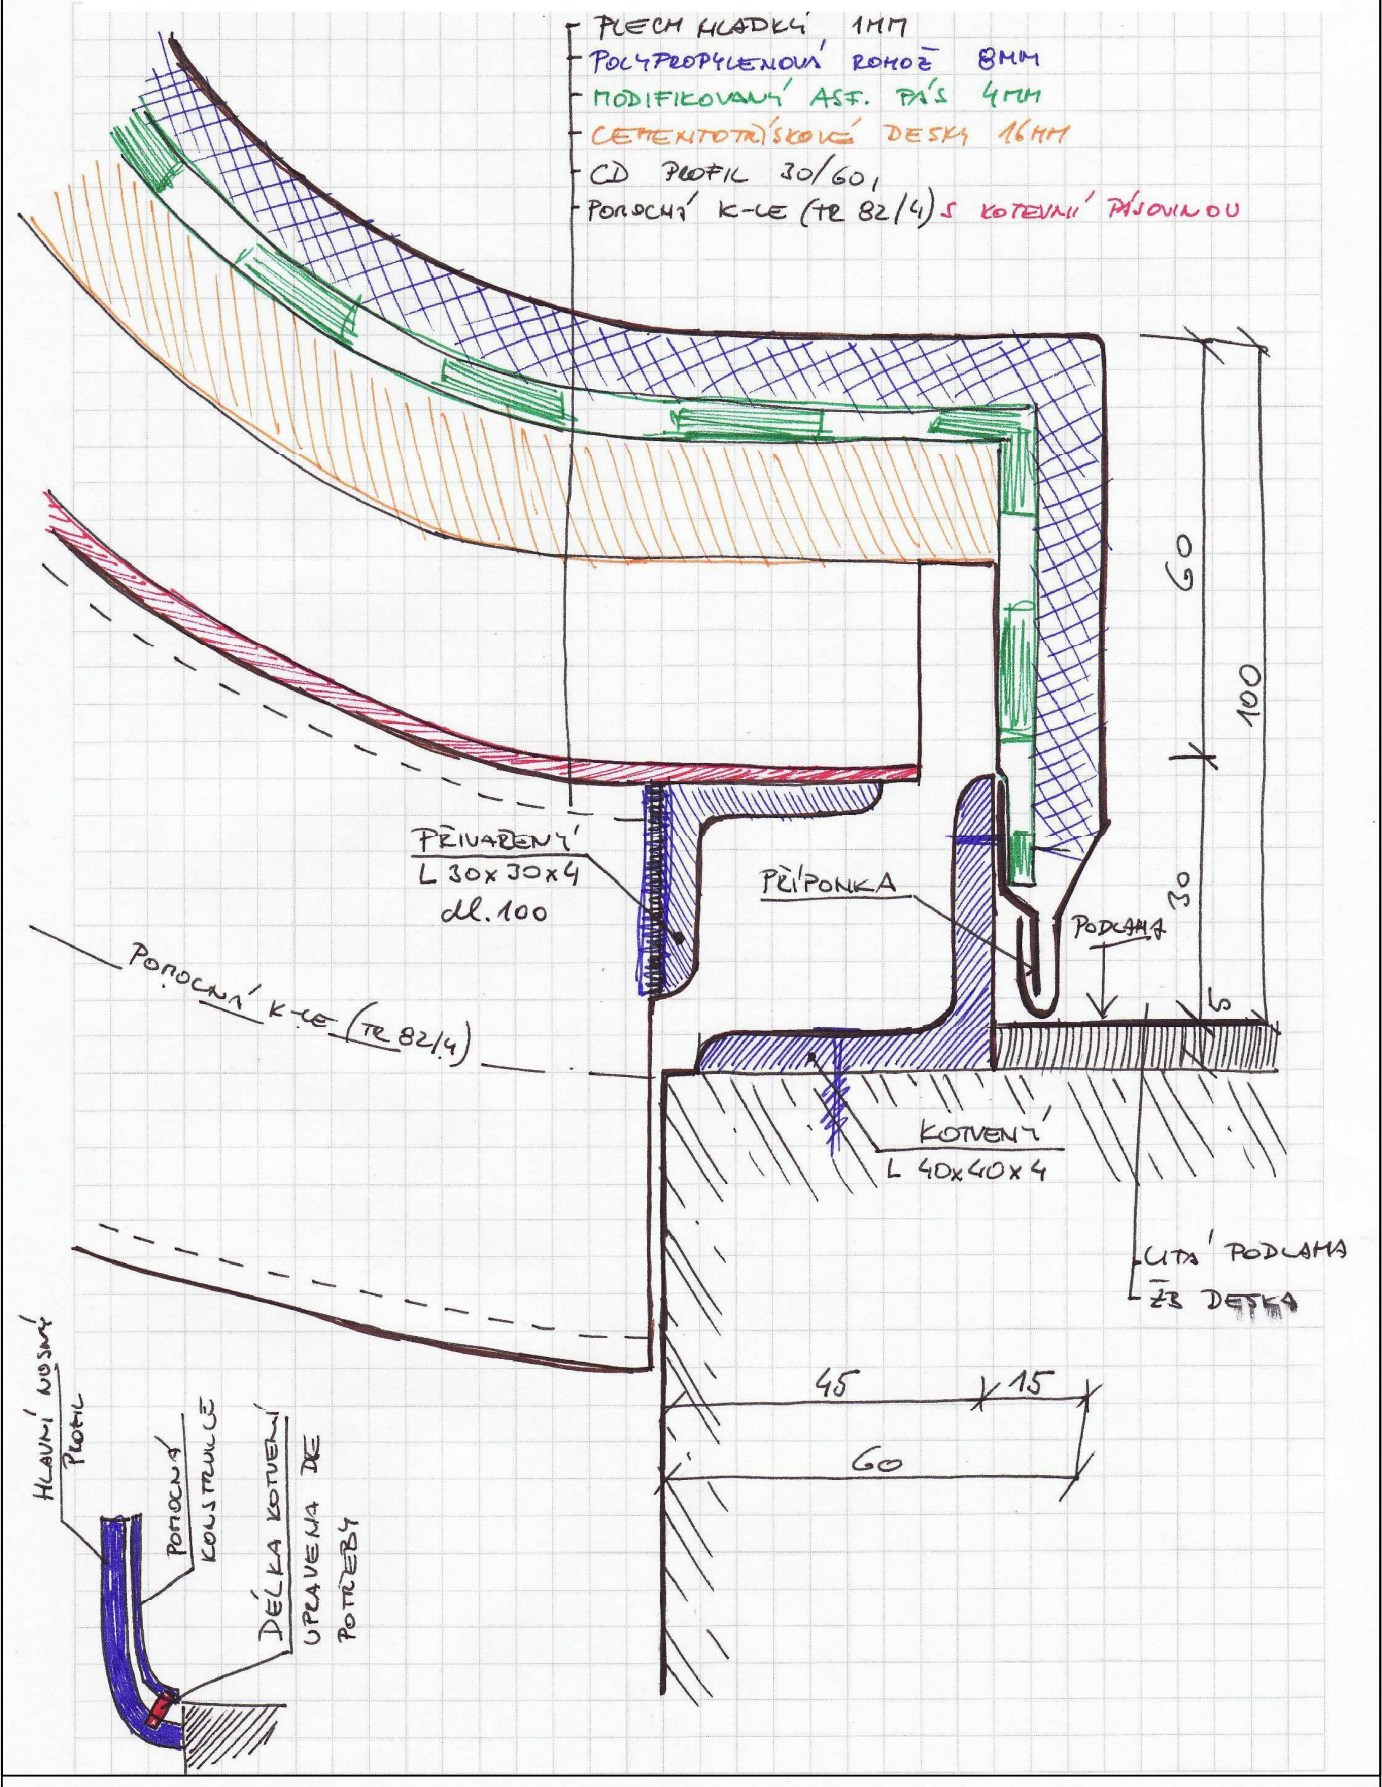 PLECH HLADKÝ 1MM
POLYPROPYLENOVÁ ROHOŽ 8MM
MODIFIKOVANÝ ASF. PÁS 4MM
CEMENTOTŘÍSKOVÉ DESKY 16MM
CD PROFIL 30/60,
POMOCNÁ K-CE (TR 82/4) S KOTEVNÍ PÁSOVINOU
60
100
PŘIVAŘENÝ
L 30x30x4
dl. 100
PŘÍPONKA
30
PODLAHA
5
POMOCNÁ K-CE (TR 82/4)
KOTVENÝ
L 40x40x4
LITÁ PODLAHA
ŽB DESKA
45
15
60
HLAVNÍ NOSNÝ
PROFIL
POMOCNÁ
KONSTRUKCE
DÉLKA KOTVENÍ
UPRAVENA DLE
POTŘEBY